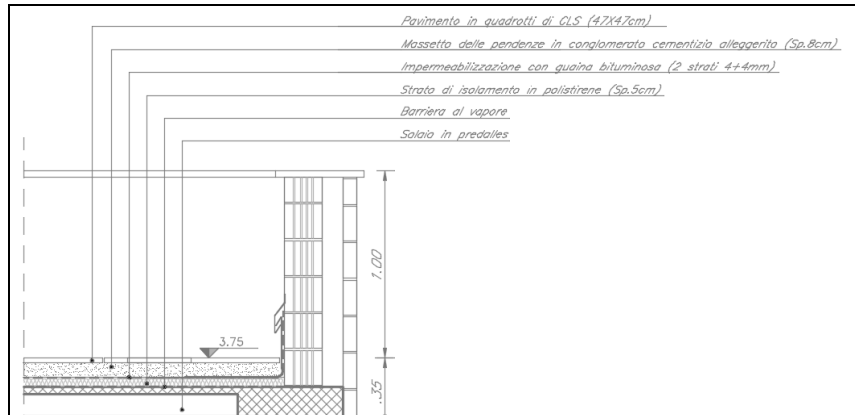 Pavimento in quadrotti di CLS (47X47cm)
Massetto delle pendenze in conglomerato cementizio alleggerito (Sp.8cm)
Impermeabilizzazione con guaina bituminosa (2 strati 4+4mm)
Strato di isolamento in polistirene (Sp.5cm)
Barriera al vapore
Solaio in predalles
1.00
3.75
.35